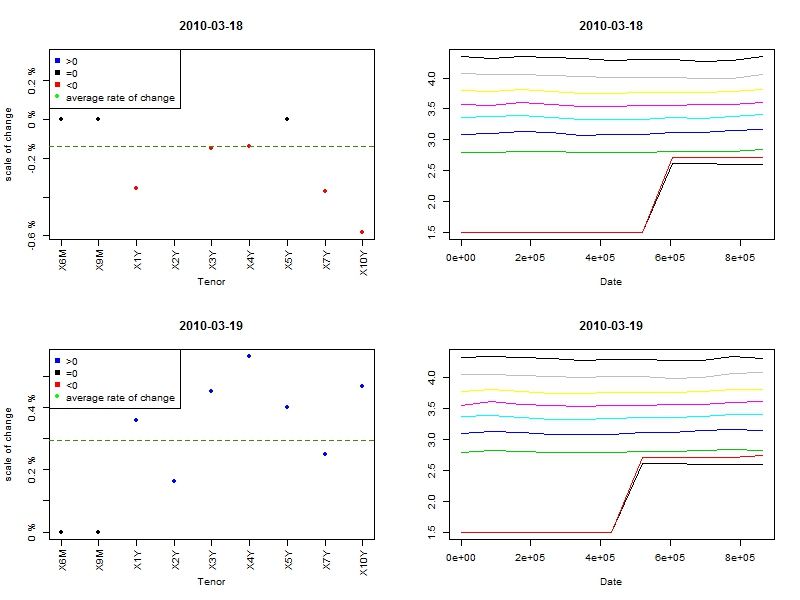 2010-03-18
scale of change
0.2 %
0 %
-0.2 %
-0.6 %
>0
=0
<0
average rate of change
X6M
X9M
X1Y
X2Y
X3Y
X4Y
X5Y
X7Y
X10Y
Tenor
2010-03-18
4.0
3.5
3.0
2.5
2.0
1.5
0e+00
2e+05
4e+05
6e+05
8e+05
Date
2010-03-19
scale of change
0.4 %
0.2 %
0 %
>0
=0
<0
average rate of change
X6M
X9M
X1Y
X2Y
X3Y
X4Y
X5Y
X7Y
X10Y
Tenor
2010-03-19
4.0
3.5
3.0
2.5
2.0
1.5
0e+00
2e+05
4e+05
6e+05
8e+05
Date